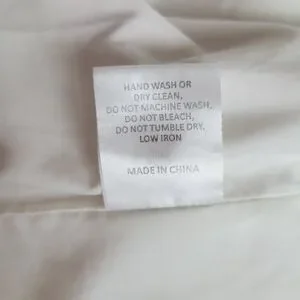 HAND WASH OR
DRY CLEAN,
DO NOT MACHINE WASH,
DO NOT BLEACH,
DO NOT TUMBLE DRY,
LOW IRON
MADE IN CHINA